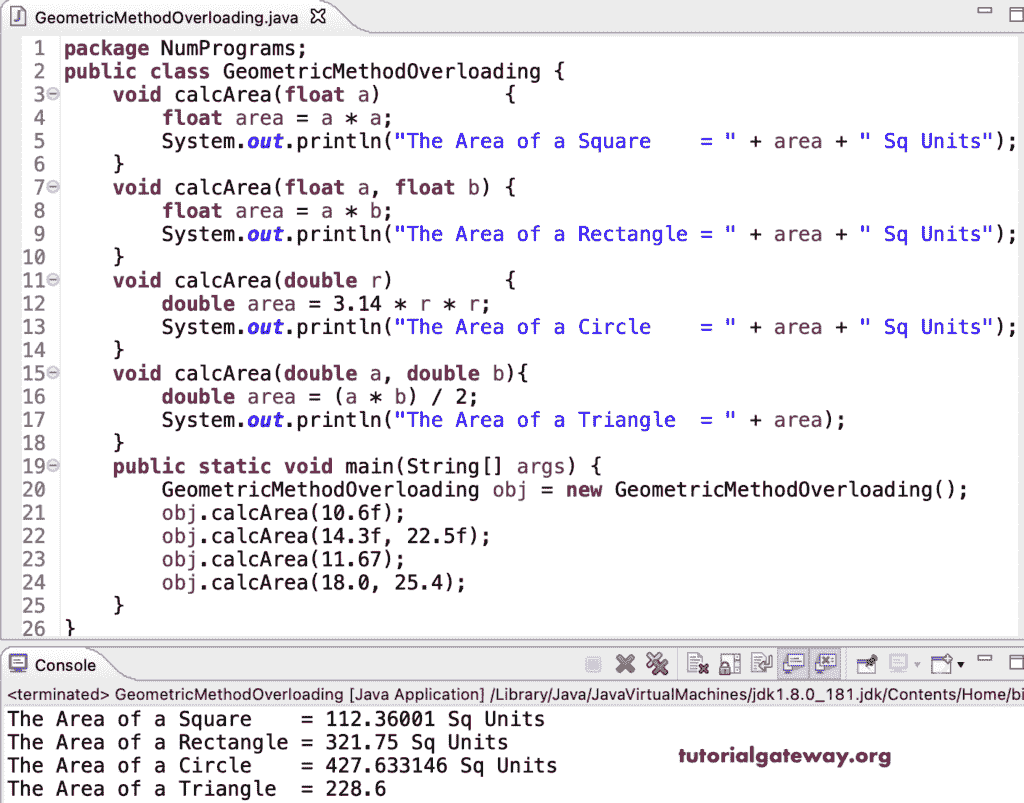 GeometricMethodOverloading.java
1 package NumPrograms;
2 public class GeometricMethodOverloading {
3     void calcArea(float a)          {
4         float area = a * a;
5         System.out.println("The Area of a Square    = " + area + " Sq Units");
6     }
7     void calcArea(float a, float b) {
8         float area = a * b;
9         System.out.println("The Area of a Rectangle = " + area + " Sq Units");
10     }
11     void calcArea(double r)         {
12         double area = 3.14 * r * r;
13         System.out.println("The Area of a Circle    = " + area + " Sq Units");
14     }
15     void calcArea(double a, double b){
16         double area = (a * b) / 2;
17         System.out.println("The Area of a Triangle  = " + area);
18     }
19     public static void main(String[] args) {
20         GeometricMethodOverloading obj = new GeometricMethodOverloading();
21         obj.calcArea(10.6f);
22         obj.calcArea(14.3f, 22.5f);
23         obj.calcArea(11.67);
24         obj.calcArea(18.0, 25.4);
25     }
26 }
Console
<terminated> GeometricMethodOverloading [Java Application] /Library/Java/JavaVirtualMachines/jdk1.8.0_181.jdk/Contents/Home/bi
The Area of a Square    = 112.36001 Sq Units
The Area of a Rectangle = 321.75 Sq Units
The Area of a Circle    = 427.633146 Sq Units
The Area of a Triangle  = 228.6
tutorialgateway.org